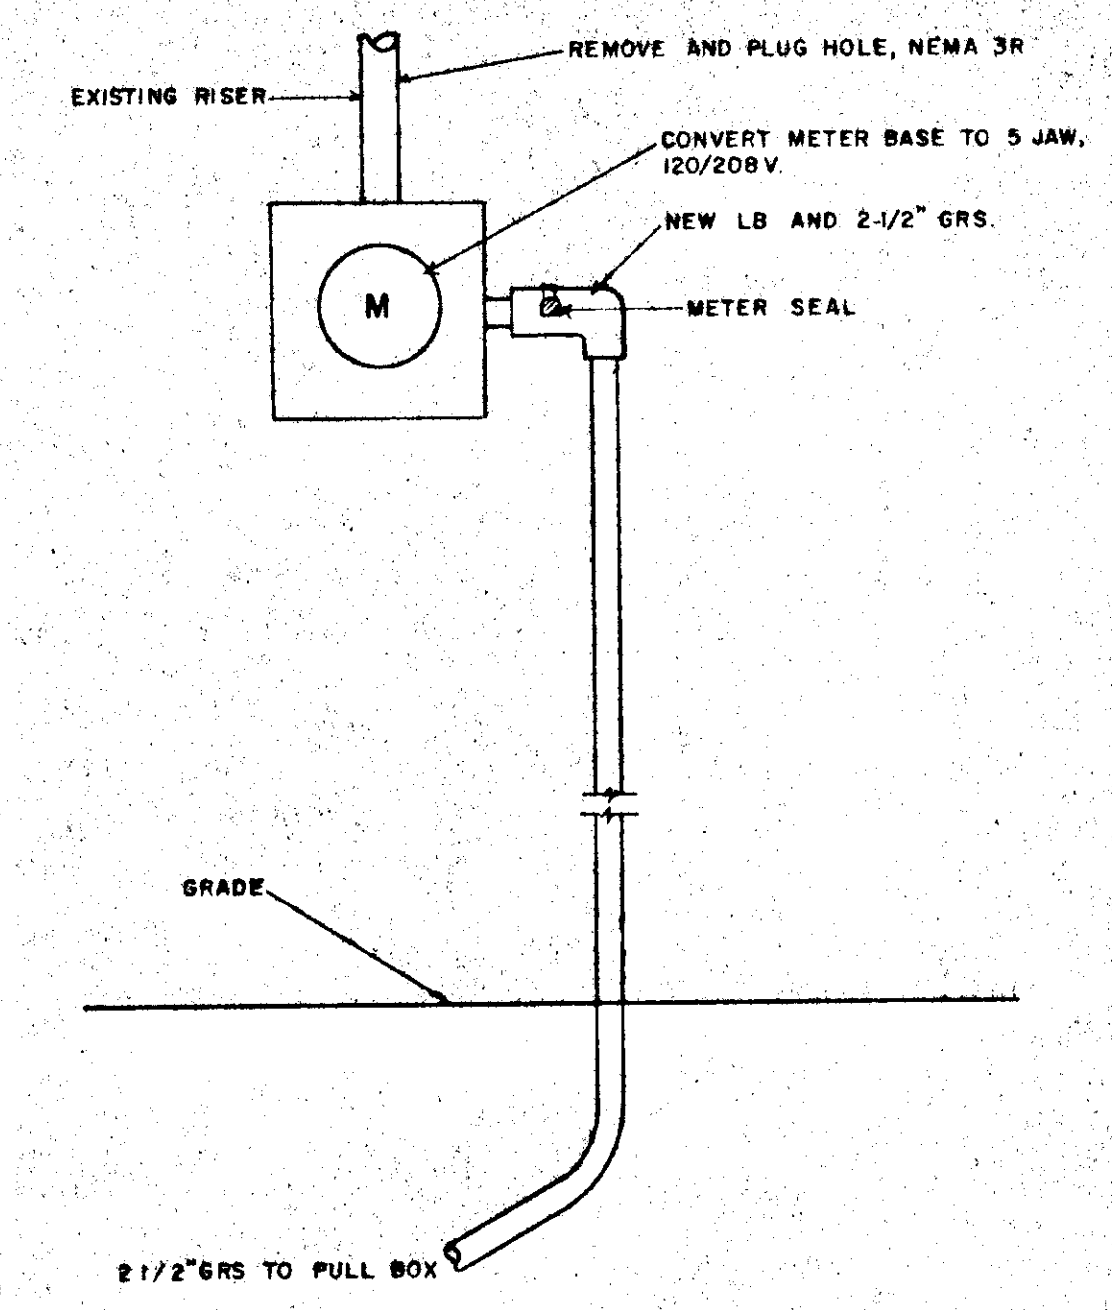 REMOVE AND PLUG HOLE, NEMA 3R
EXISTING RISER
CONVERT METER BASE TO 5 JAW,
120/208 V.
NEW LB AND 2-1/2" GRS.
M
METER SEAL
GRADE
2 1/2" GRS TO PULL BOX